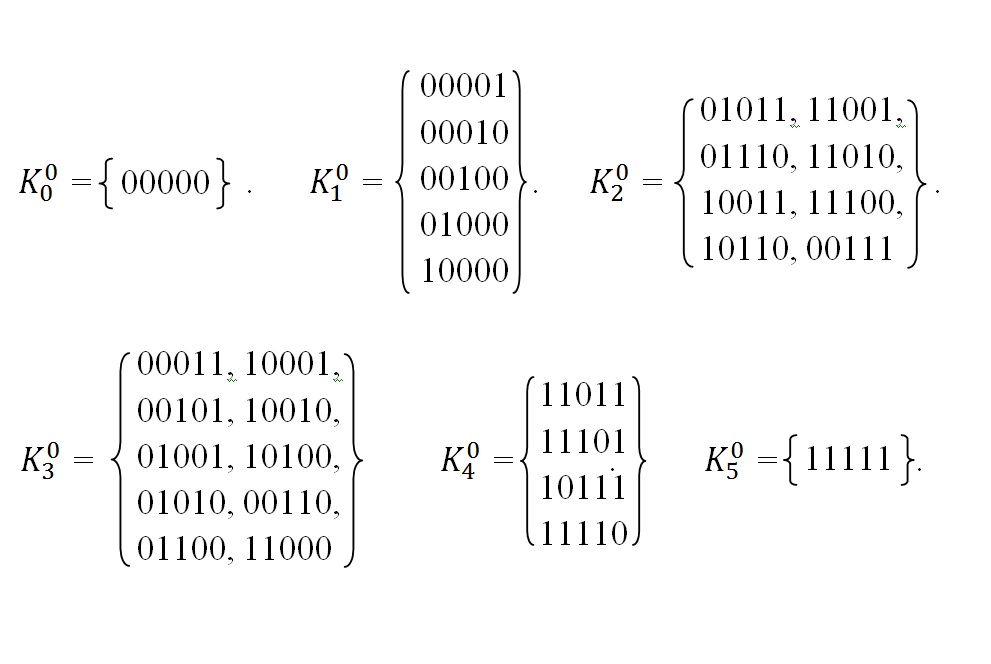 K_0^0 = {00000} . K_1^0 = {00001 00010 00100 01000 10000}. K_2^0 = {01011, 11001, 01110, 11010, 10011, 11100, 10110, 00111} .
K_3^0 = {00011, 10001, 00101, 10010, 01001, 10100, 01010, 00110, 01100, 11000} K_4^0 = {11011 11101 10111 11110} . K_5^0 = {11111}.